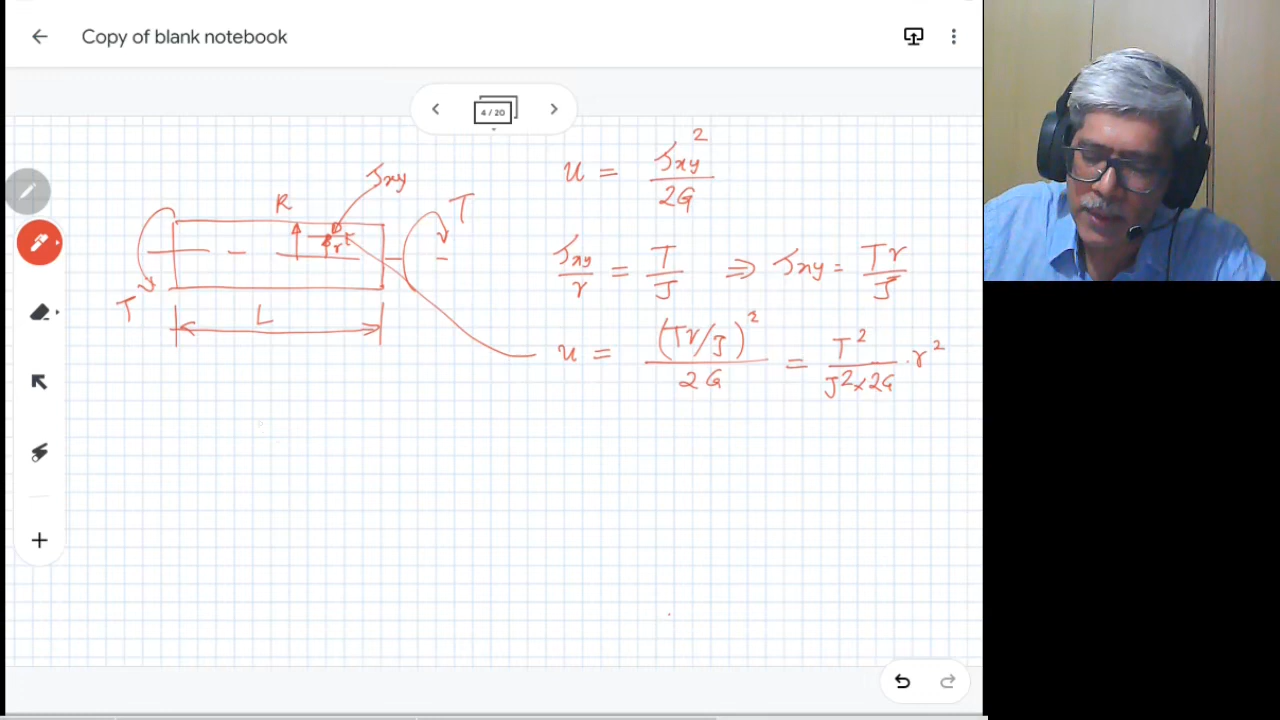 Copy of blank notebook
4 / 20
u = τxy² / 2G
τxy / r = T / J ⇒ τxy = Tr / J
u = (Tr/J)² / 2G = T² / J²×2G · r²
τxy
R
T
r
T
L